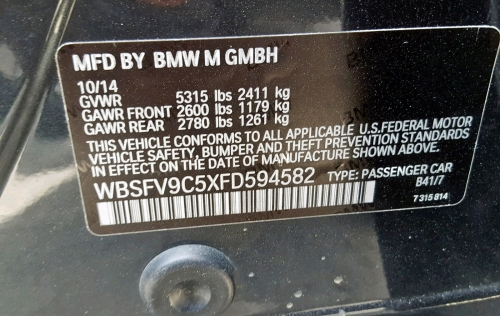 MFD BY BMW M GMBH
10/14
GVWR 5315 lbs 2411 kg
GAWR FRONT 2600 lbs 1179 kg
GAWR REAR 2780 lbs 1261 kg
THIS VEHICLE CONFORMS TO ALL APPLICABLE U.S.FEDERAL MOTOR
VEHICLE SAFETY, BUMPER AND THEFT PREVENTION STANDARDS
IN EFFECT ON THE DATE OF MANUFACTURE SHOWN ABOVE.
WBSFV9C5XFD594582 TYPE: PASSENGER CAR
B41/7
7 315 814